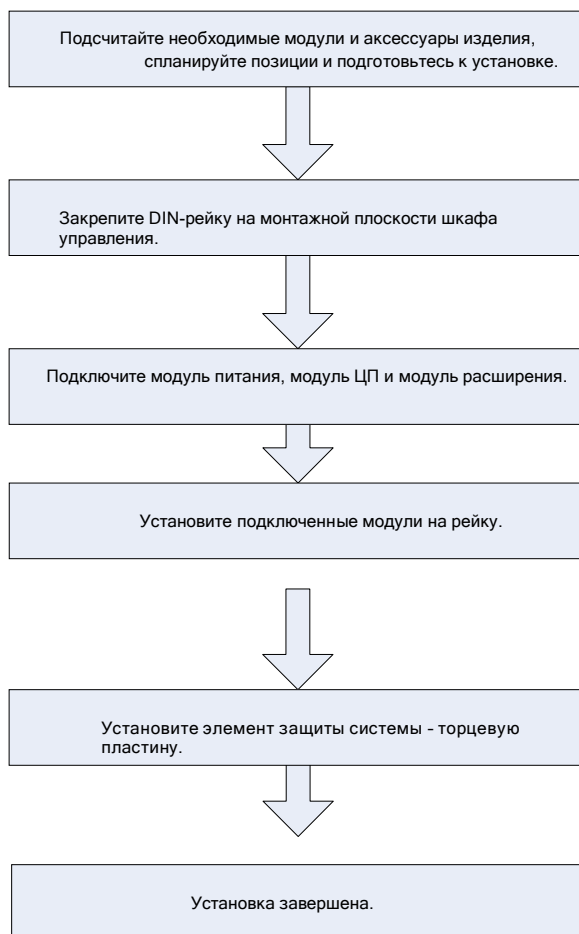 Подсчитайте необходимые модули и аксессуары изделия,
спланируйте позиции и подготовьтесь к установке.
Закрепите DIN-рейку на монтажной плоскости шкафа
управления.
Подключите модуль питания, модуль ЦП и модуль расширения.
Установите подключенные модули на рейку.
Установите элемент защиты системы - торцевую
пластину.
Установка завершена.